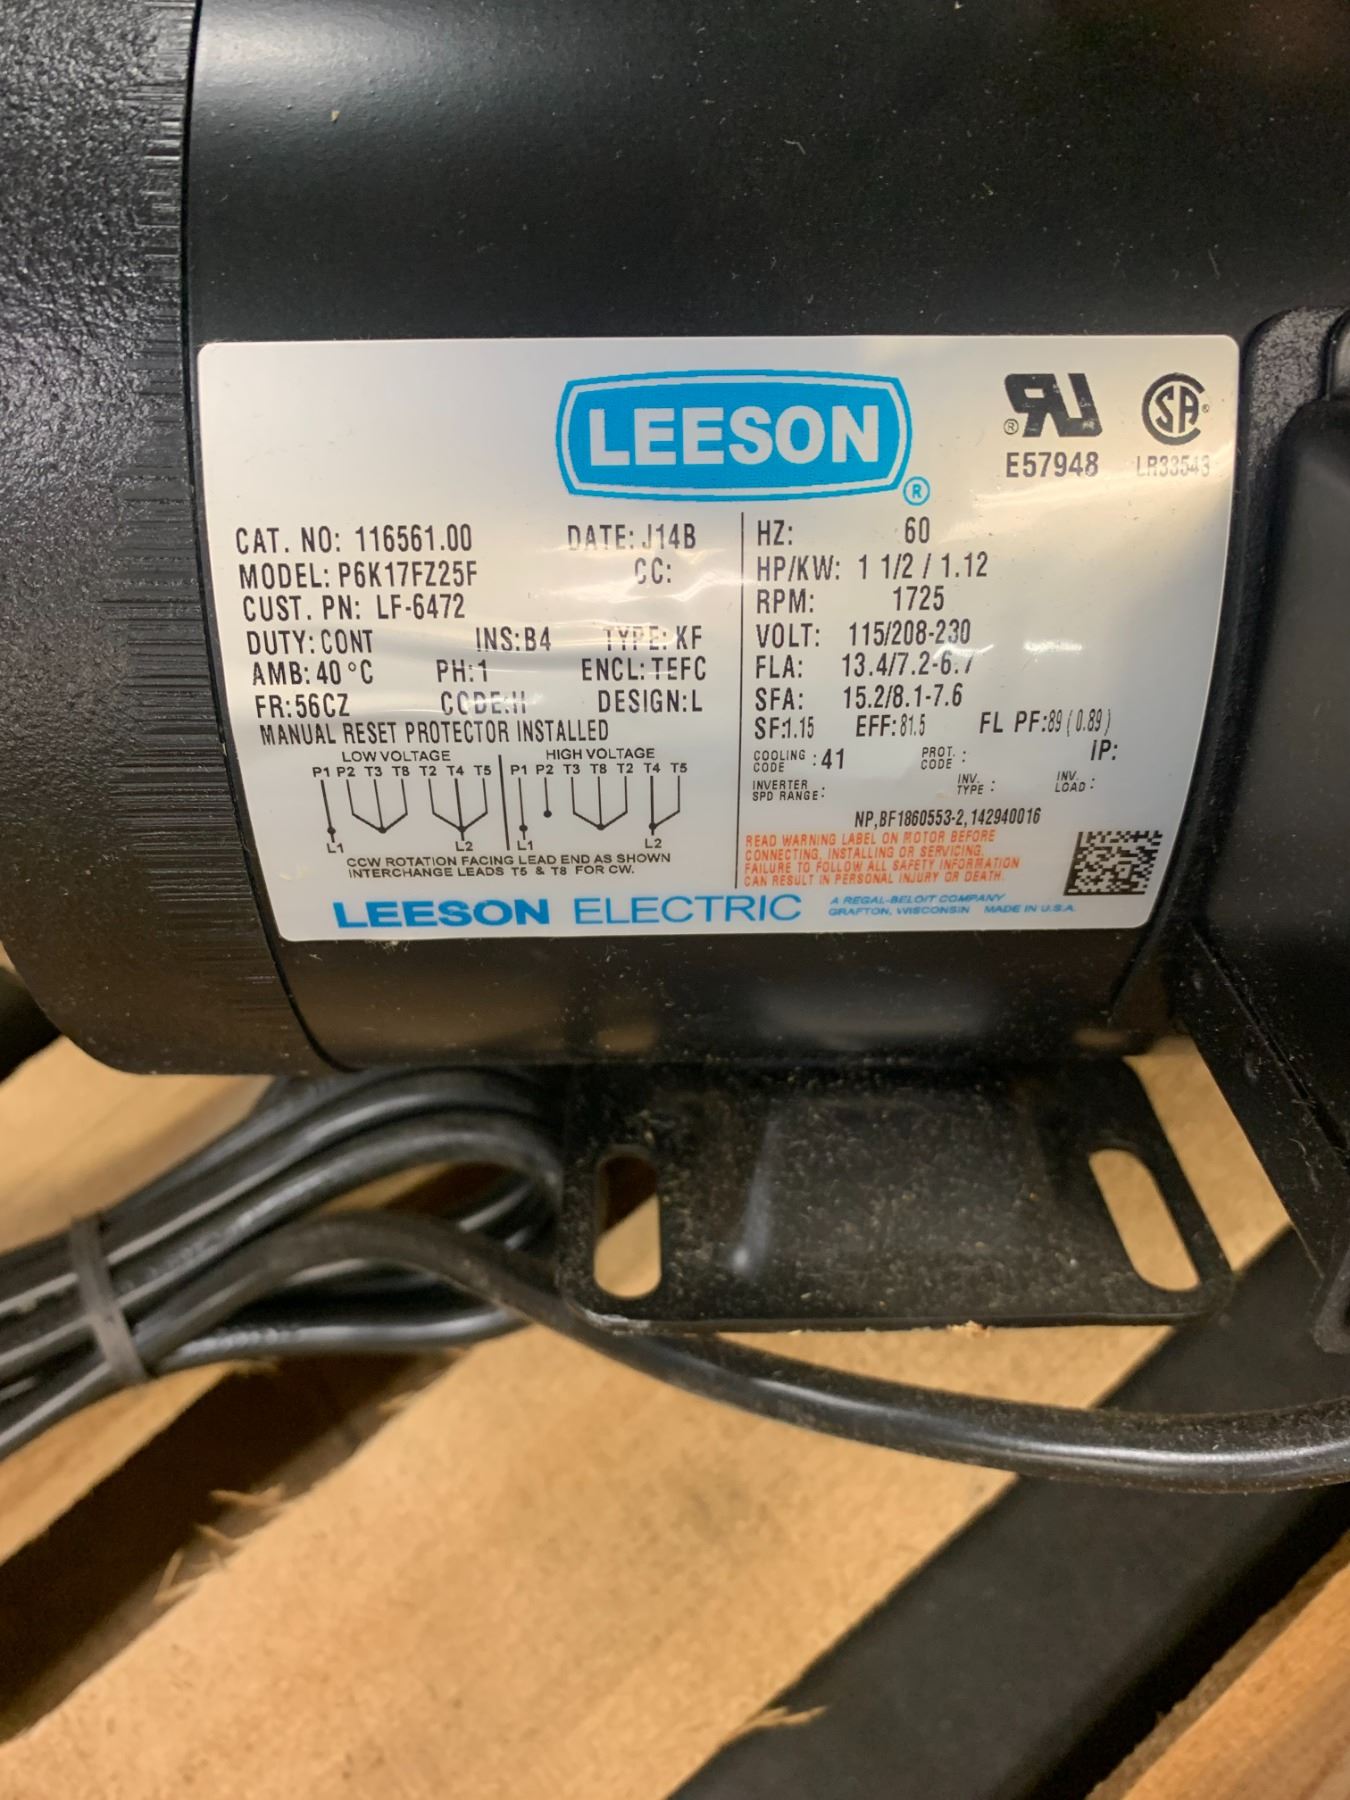 LEESON
®
® E57948
LR33543
CAT. NO: 116561.00 DATE: J14B
MODEL: P6K17FZ25F CC:
CUST. PN: LF-6472
DUTY: CONT INS: B4 TYPE: KF
AMB: 40 °C PH: 1 ENCL: TEFC
FR: 56CZ CODE: H DESIGN: L
MANUAL RESET PROTECTOR INSTALLED
LOW VOLTAGE HIGH VOLTAGE
P1 P2 T3 T8 T2 T4 T5 P1 P2 T3 T8 T2 T4 T5
L1 L2 L1 L2
CCW ROTATION FACING LEAD END AS SHOWN
INTERCHANGE LEADS T5 & T8 FOR CW.
HZ: 60
HP/KW: 1 1/2 / 1.12
RPM: 1725
VOLT: 115/208-230
FLA: 13.4/7.2-6.7
SFA: 15.2/8.1-7.6
SF:1.15 EFF: 81.5 FL PF:89 ( 0.89 )
COOLING CODE : 41 PROT. CODE : IP:
INVERTER SPD RANGE: INV. TYPE : INV. LOAD :
NP,BF1860553-2, 142940016
READ WARNING LABEL ON MOTOR BEFORE
CONNECTING, INSTALLING OR SERVICING.
FAILURE TO FOLLOW ALL SAFETY INFORMATION
CAN RESULT IN PERSONAL INJURY OR DEATH.
LEESON ELECTRIC
A REGAL-BELOIT COMPANY
GRAFTON, WISCONSIN MADE IN U.S.A.